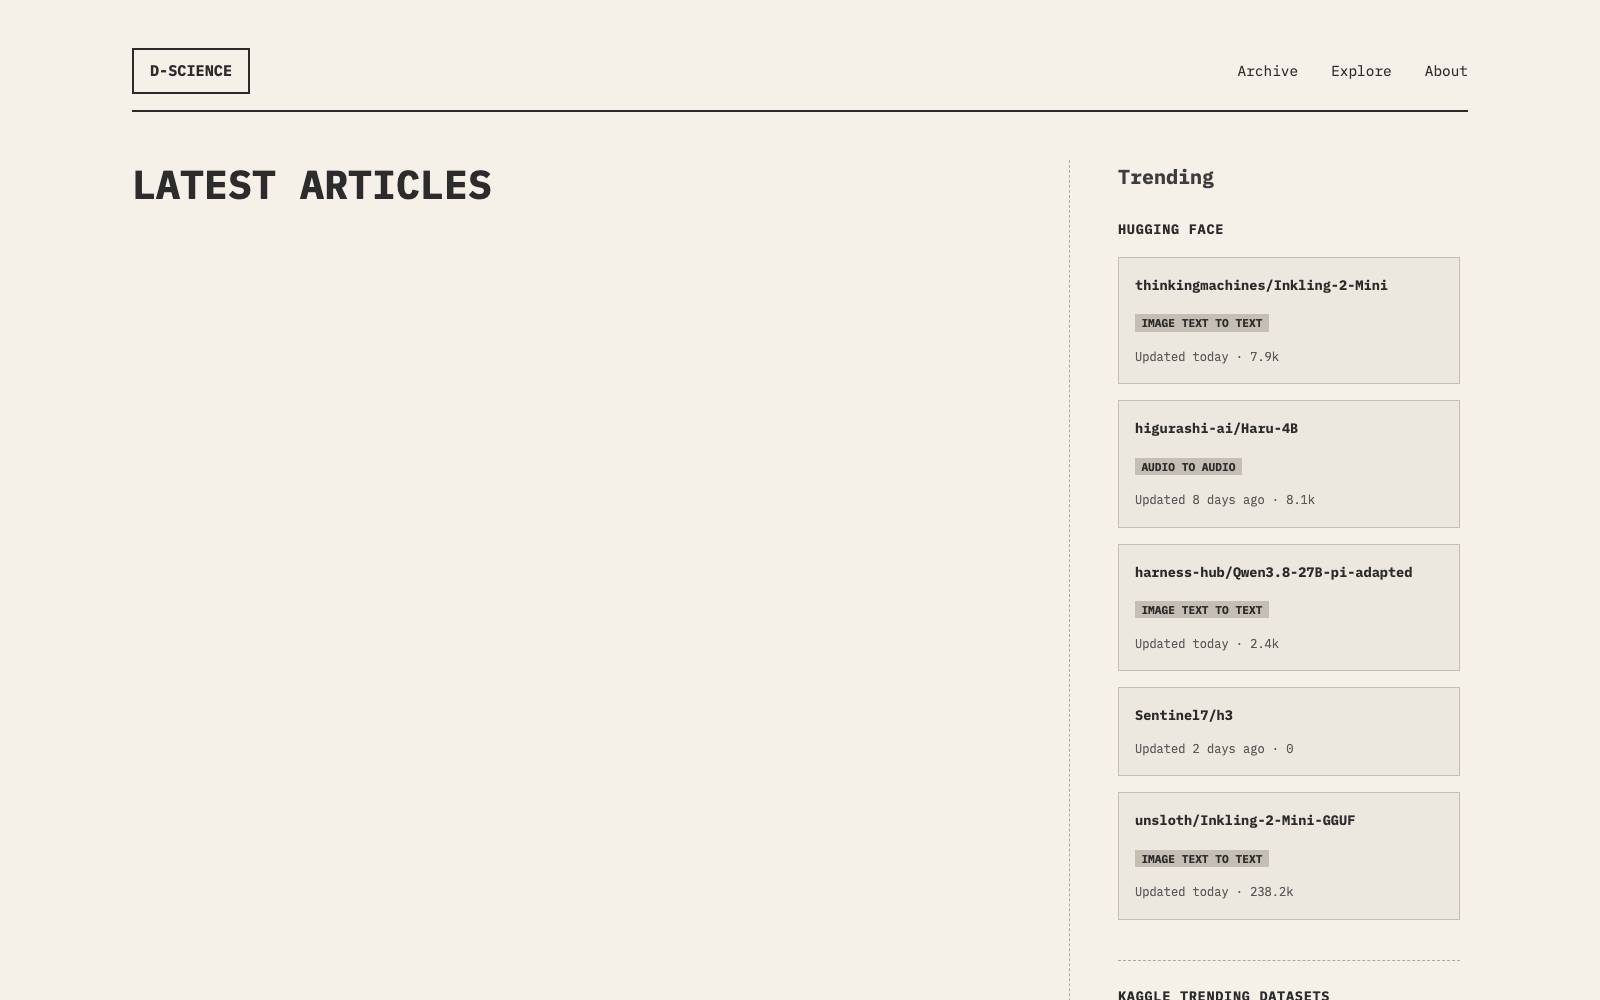 D-SCIENCE
Archive
Explore
About
LATEST ARTICLES
Trending
HUGGING FACE
thinkingmachines/Inkling-2-Mini
IMAGE TEXT TO TEXT
Updated today · 7.9k
higurashi-ai/Haru-4B
AUDIO TO AUDIO
Updated 8 days ago · 8.1k
harness-hub/Qwen3.8-27B-pi-adapted
IMAGE TEXT TO TEXT
Updated today · 2.4k
Sentinel7/h3
Updated 2 days ago · 0
unsloth/Inkling-2-Mini-GGUF
IMAGE TEXT TO TEXT
Updated today · 238.2k
KAGGLE TRENDING DATASETS